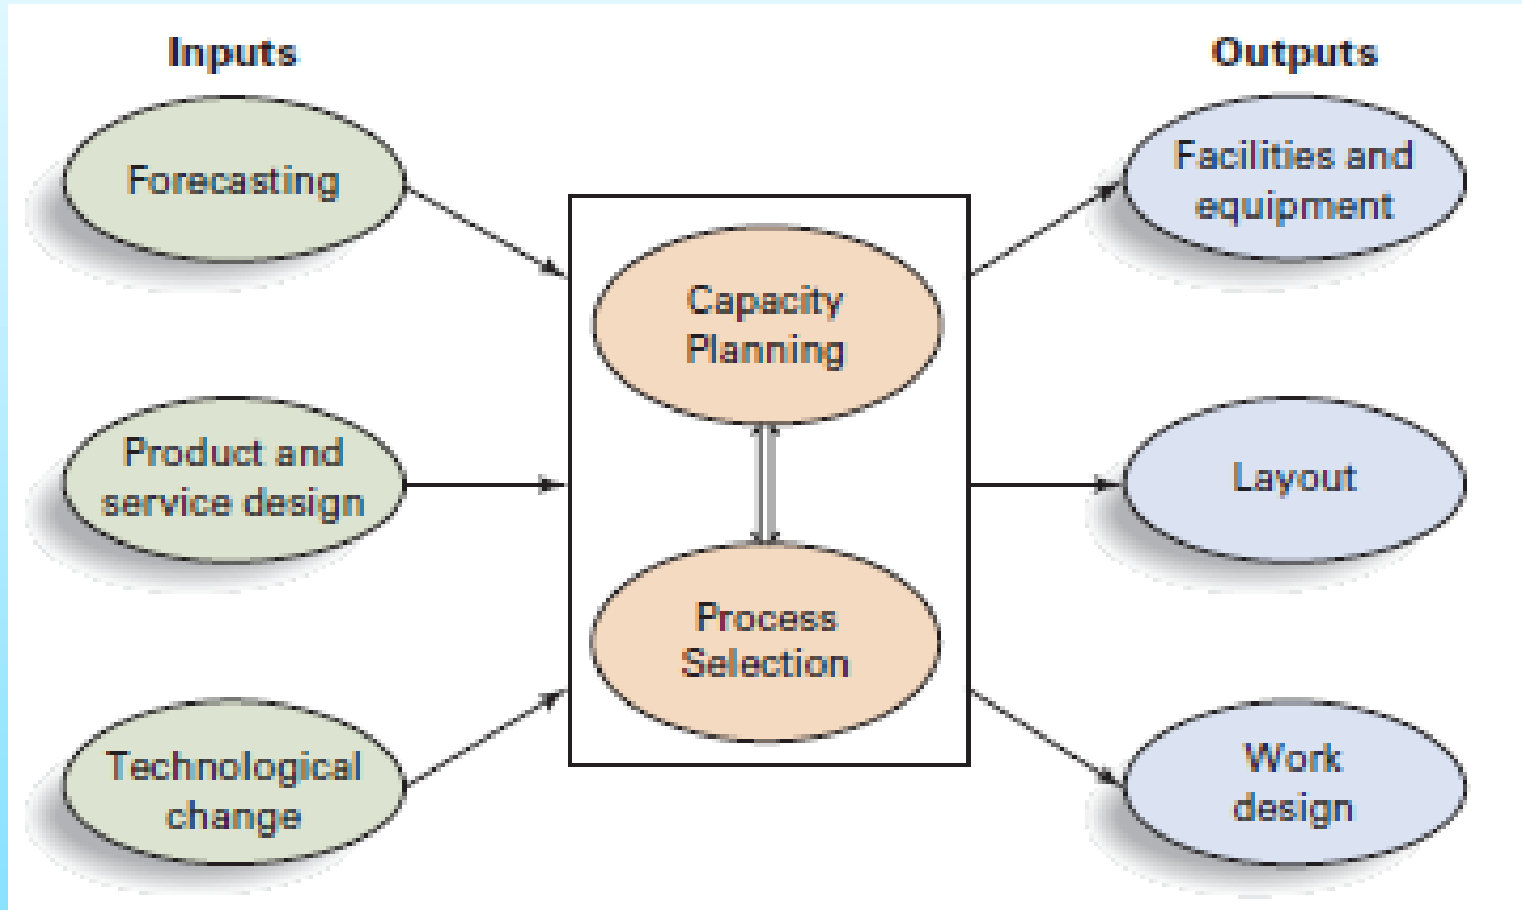 Inputs
Outputs
Forecasting
Facilities and
equipment
Capacity
Planning
Product and
service design
Layout
Process
Selection
Technological
change
Work
design